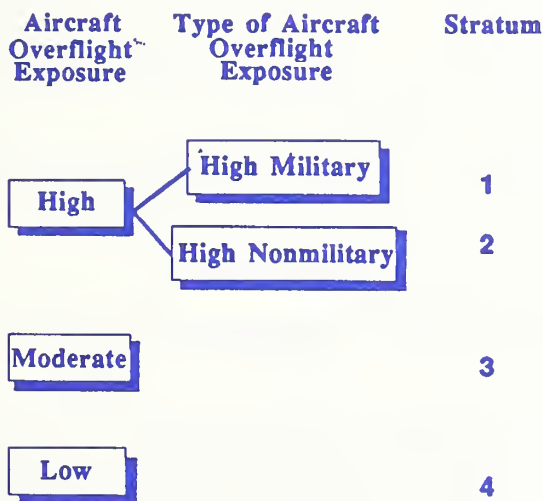 Aircraft Overflight Exposure
Type of Aircraft Overflight Exposure
Stratum
High
High Military
1
High Nonmilitary
2
Moderate
3
Low
4